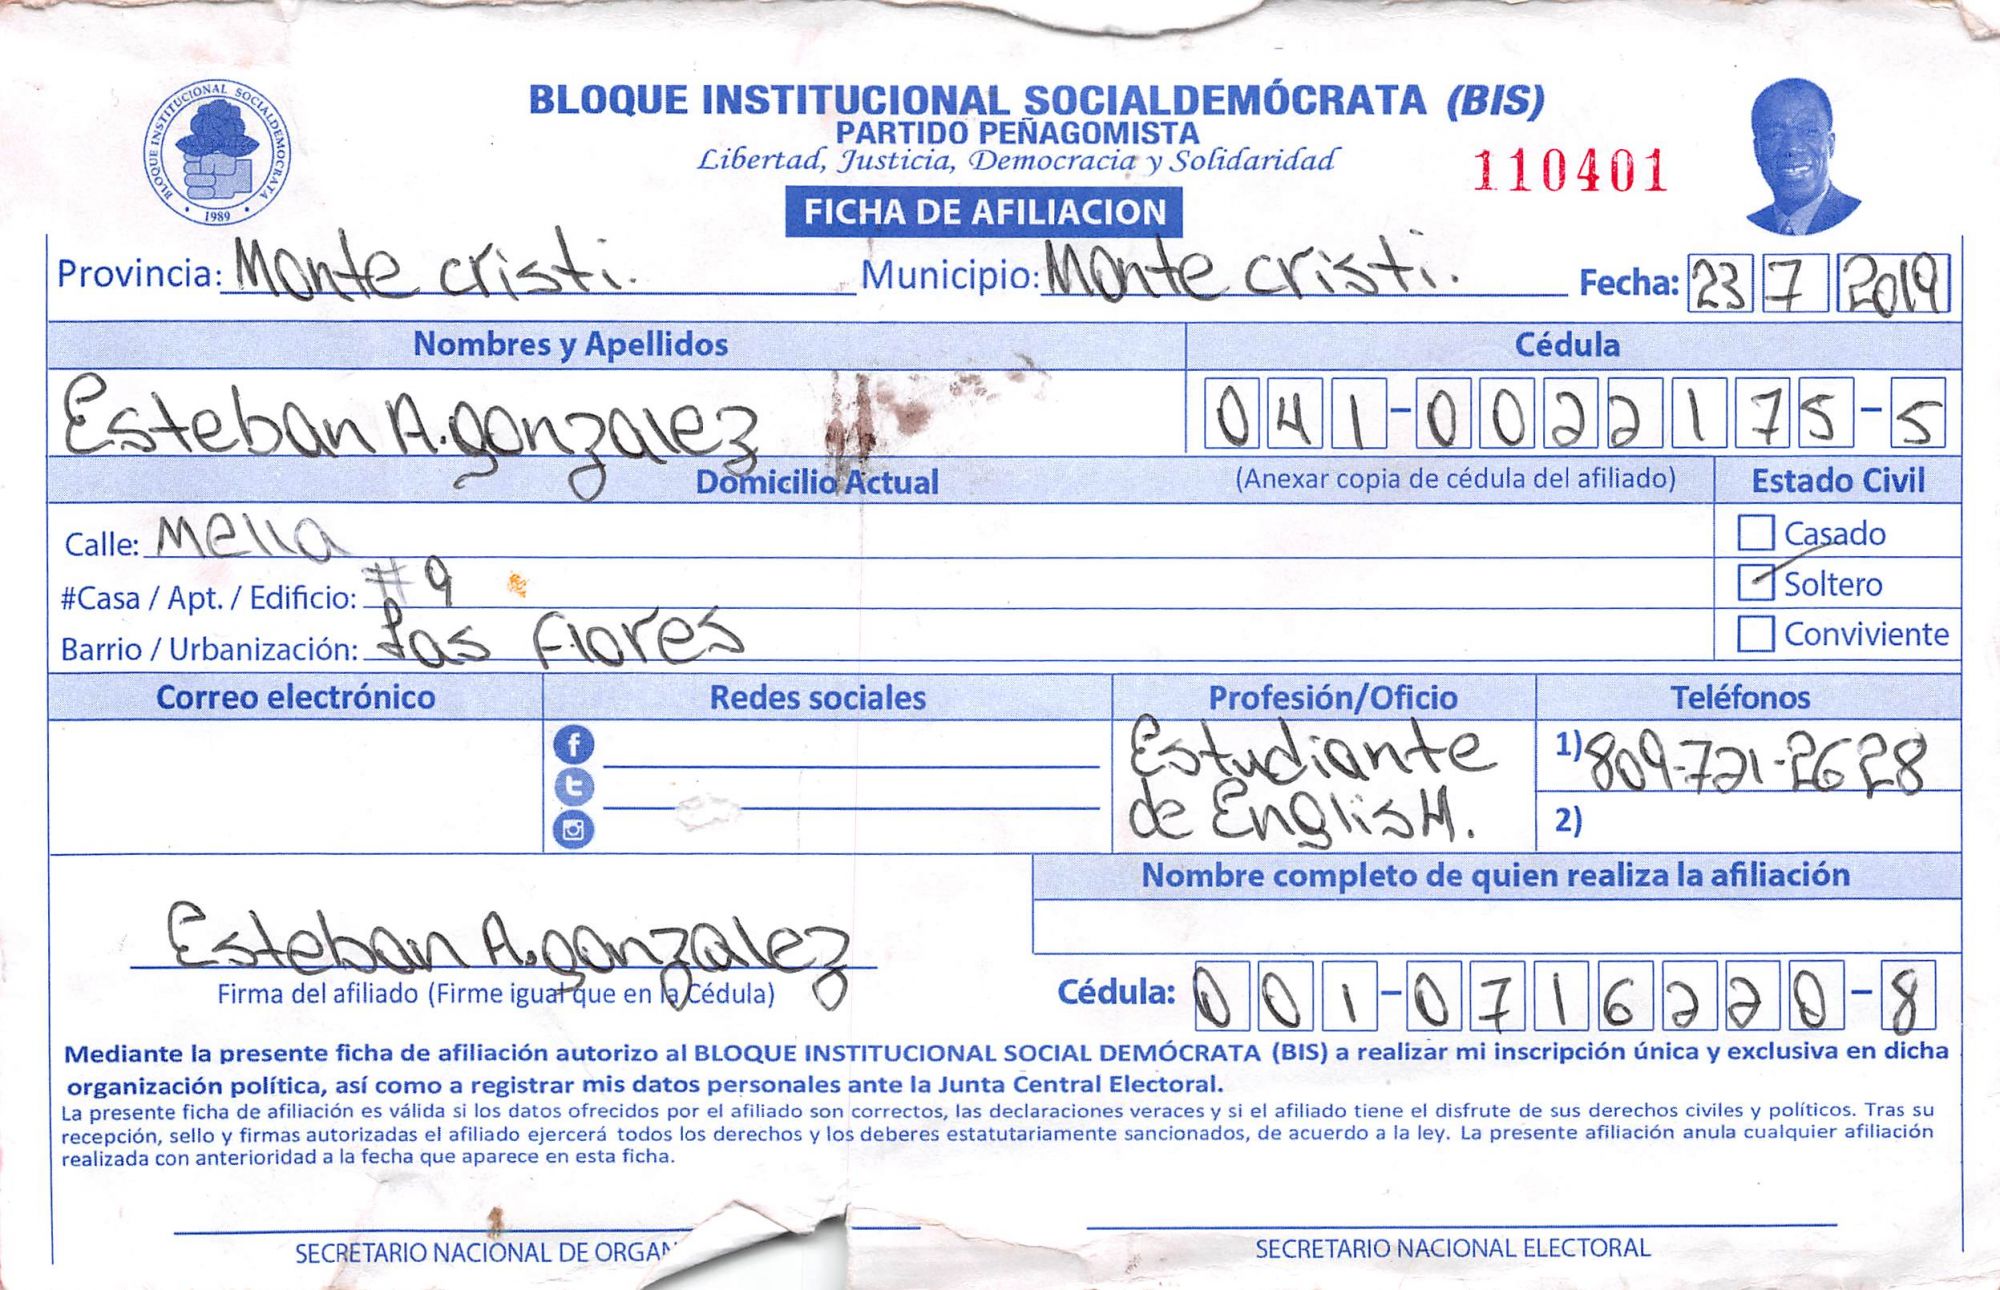 BLOQUE INSTITUCIONAL SOCIALDEMOCRATA
1989
BLOQUE INSTITUCIONAL SOCIALDEMÓCRATA (BIS)
PARTIDO PEÑAGOMISTA
Libertad, Justicia, Democracia y Solidaridad
110401
FICHA DE AFILIACION
Provincia: Monte cristi. Municipio: Monte cristi. Fecha: 23 7 2019
Nombres y Apellidos Cédula
Esteban A. gonzalez 041-0022175-5
Domicilio Actual (Anexar copia de cédula del afiliado) Estado Civil
Calle: Mella Casado
#Casa / Apt. / Edificio: #9 Soltero
Barrio / Urbanización: Las Flores Conviviente
Correo electrónico Redes sociales Profesión/Oficio Teléfonos
Estudiante 1) 809-721-2628
de English. 2)
Nombre completo de quien realiza la afiliación
Esteban A. gonzalez
Firma del afiliado (Firme igual que en la Cédula) Cédula: 001-0716220-8
Mediante la presente ficha de afiliación autorizo al BLOQUE INSTITUCIONAL SOCIAL DEMÓCRATA (BIS) a realizar mi inscripción única y exclusiva en dicha
organización política, así como a registrar mis datos personales ante la Junta Central Electoral.
La presente ficha de afiliación es válida si los datos ofrecidos por el afiliado son correctos, las declaraciones veraces y si el afiliado tiene el disfrute de sus derechos civiles y políticos. Tras su
recepción, sello y firmas autorizadas el afiliado ejercerá todos los derechos y los deberes estatutariamente sancionados, de acuerdo a la ley. La presente afiliación anula cualquier afiliación
realizada con anterioridad a la fecha que aparece en esta ficha.
SECRETARIO NACIONAL DE ORGAN SECRETARIO NACIONAL ELECTORAL